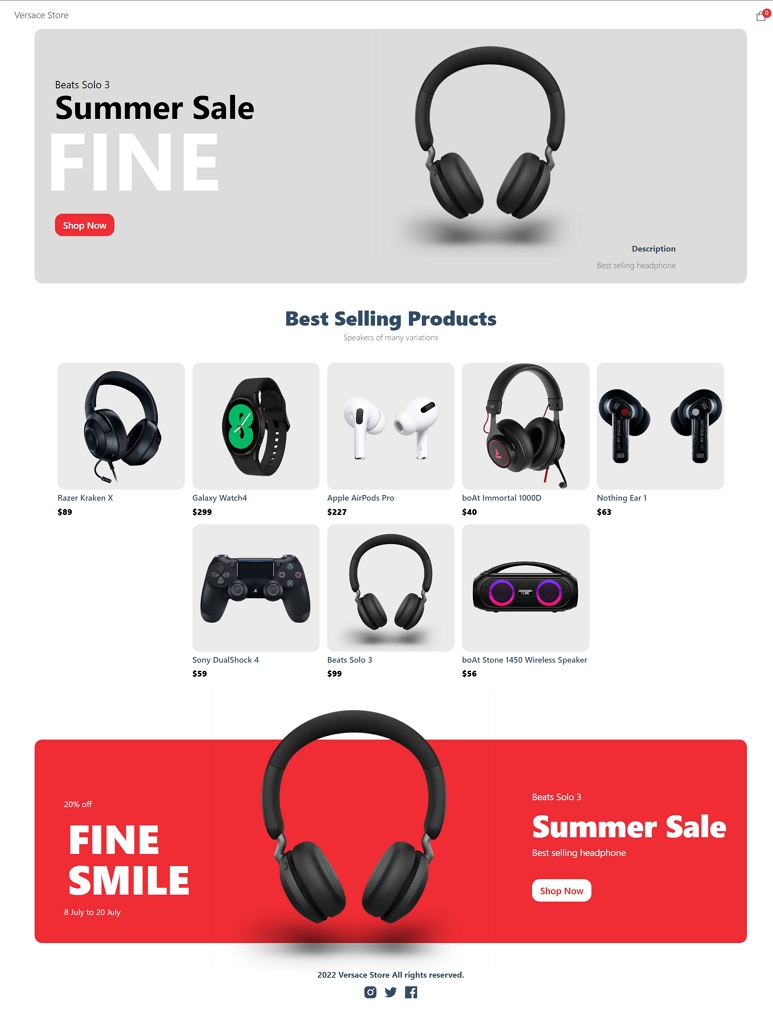 Versace Store
0
Beats Solo 3
Summer Sale
FINE
Shop Now
Description
Best selling headphone
Best Selling Products
Speakers of many variations
Razer Kraken X
$89
Galaxy Watch4
$299
Apple AirPods Pro
$227
boAt Immortal 1000D
$40
Nothing Ear 1
$63
Sony DualShock 4
$59
Beats Solo 3
$99
boAt Stone 1450 Wireless Speaker
$56
20% off
FINE
SMILE
8 July to 20 July
Beats Solo 3
Summer Sale
Best selling headphone
Shop Now
2022 Versace Store All rights reserved.